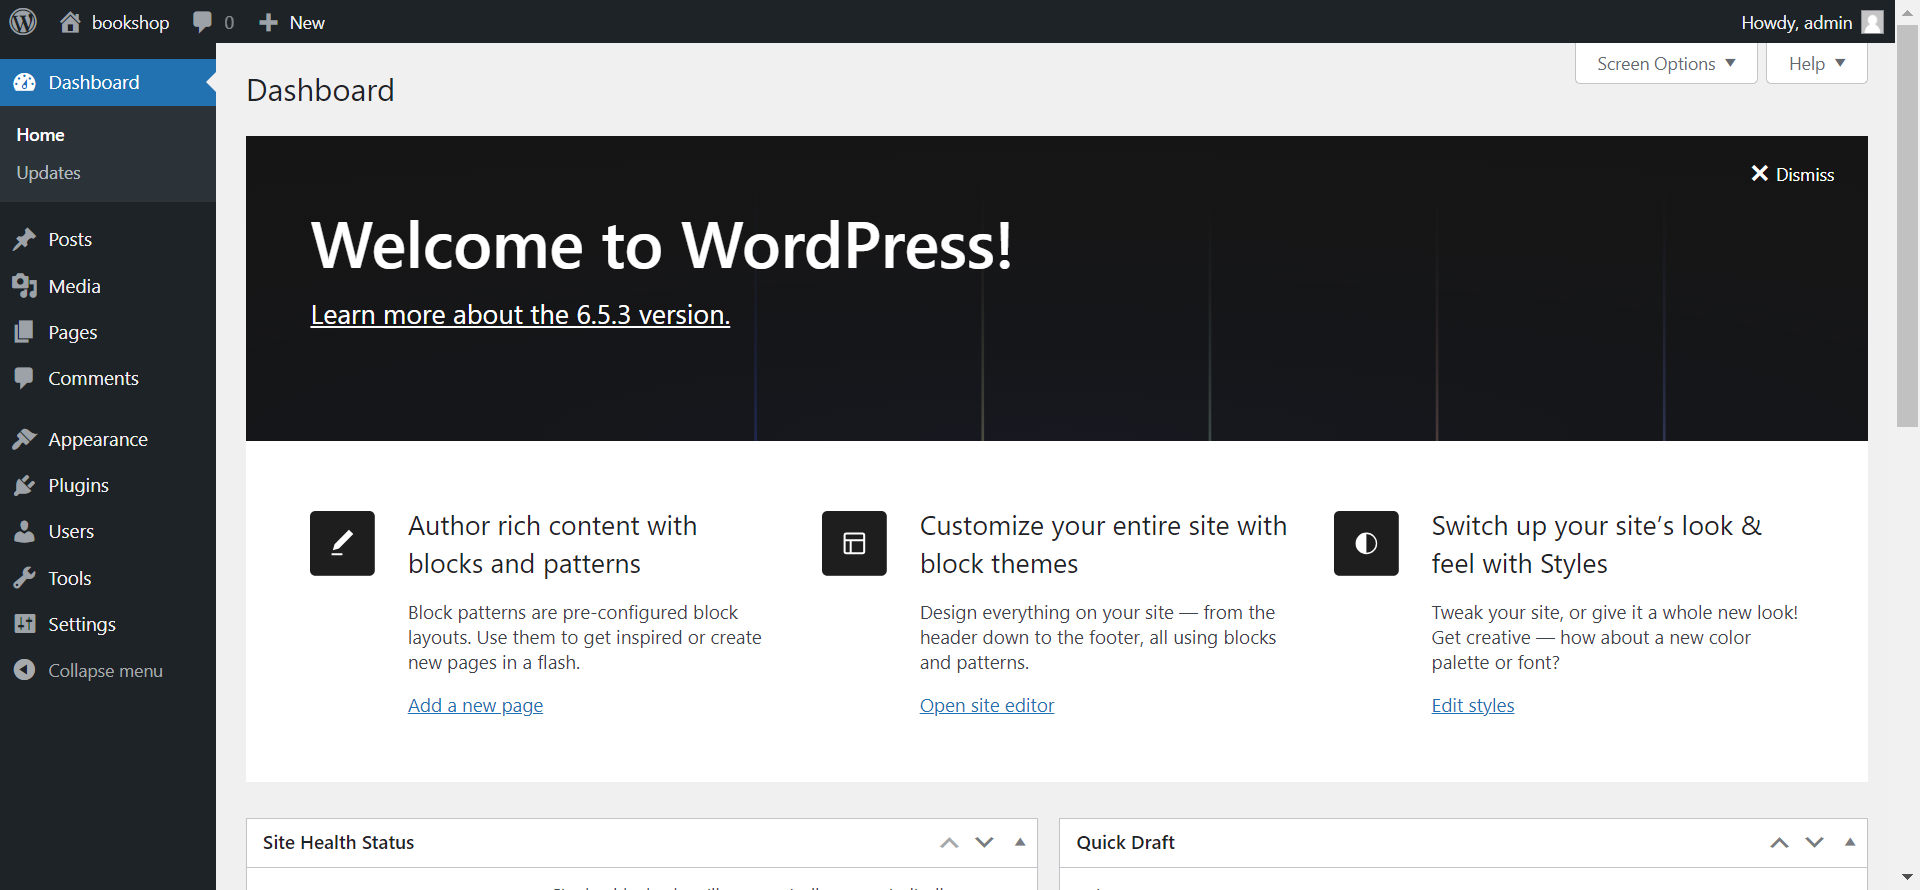 bookshop
0
New
Howdy, admin
Dashboard
Home
Updates
Posts
Media
Pages
Comments
Appearance
Plugins
Users
Tools
Settings
Collapse menu
Screen Options
Help
Dashboard
Dismiss
Welcome to WordPress!
Learn more about the 6.5.3 version.
Author rich content with
blocks and patterns
Block patterns are pre-configured block
layouts. Use them to get inspired or create
new pages in a flash.
Add a new page
Customize your entire site with
block themes
Design everything on your site — from the
header down to the footer, all using blocks
and patterns.
Open site editor
Switch up your site’s look &
feel with Styles
Tweak your site, or give it a whole new look!
Get creative — how about a new color
palette or font?
Edit styles
Site Health Status
Quick Draft